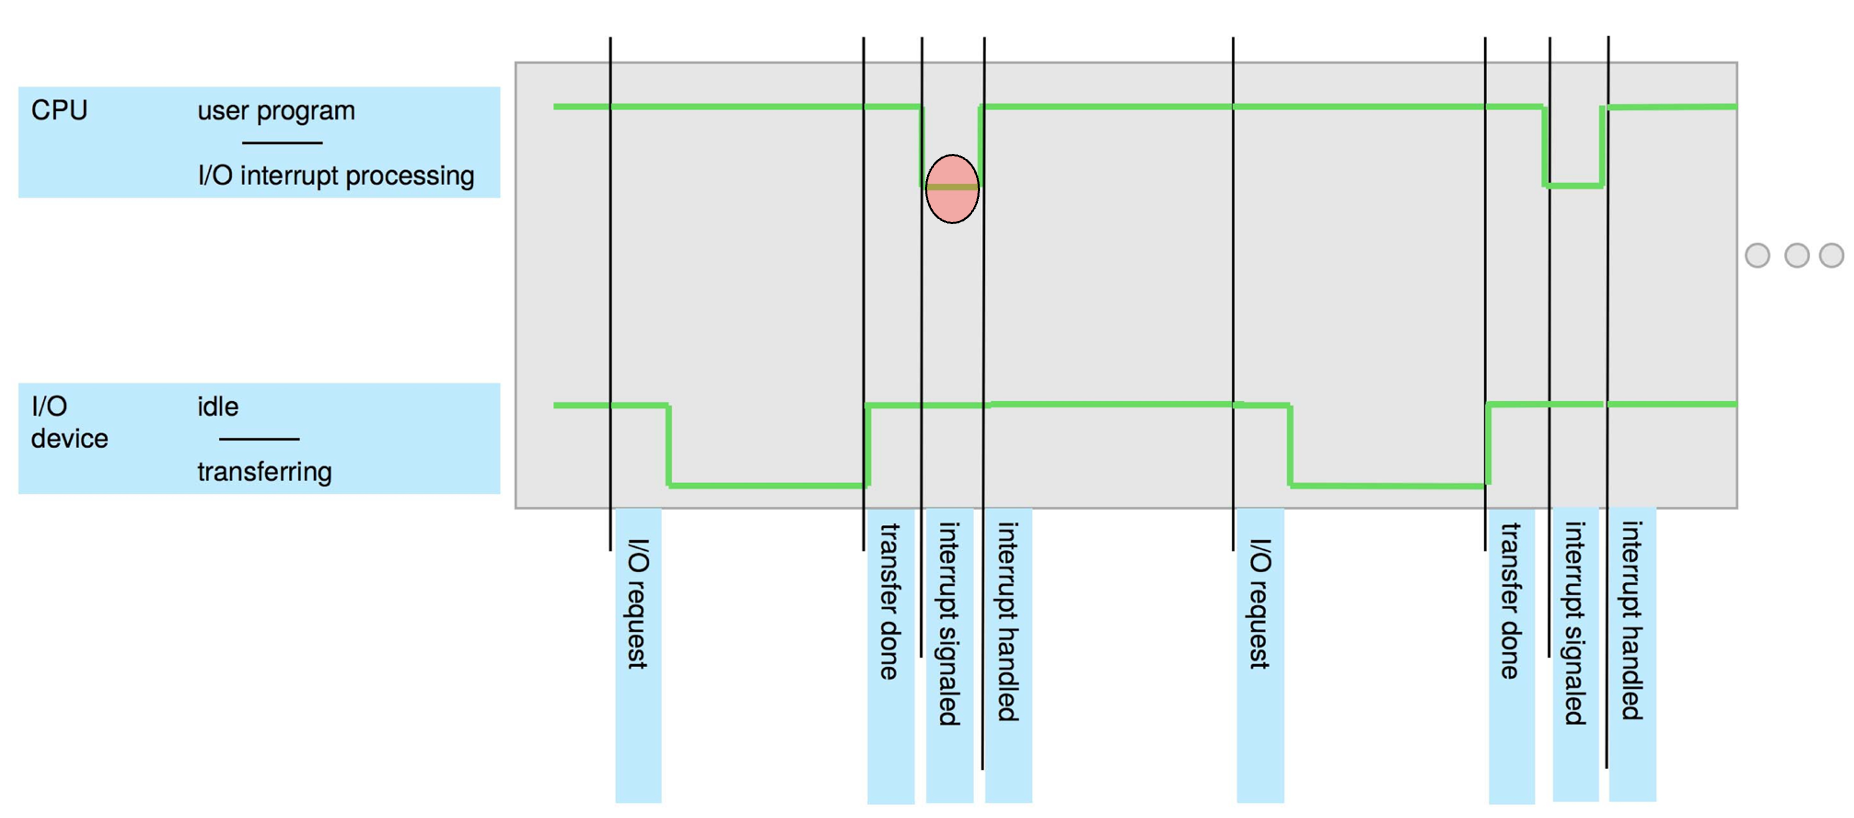 CPU
user program
I/O interrupt processing
I/O
device
idle
transferring
I/O request
transfer done
interrupt signaled
interrupt handled
I/O request
transfer done
interrupt signaled
interrupt handled